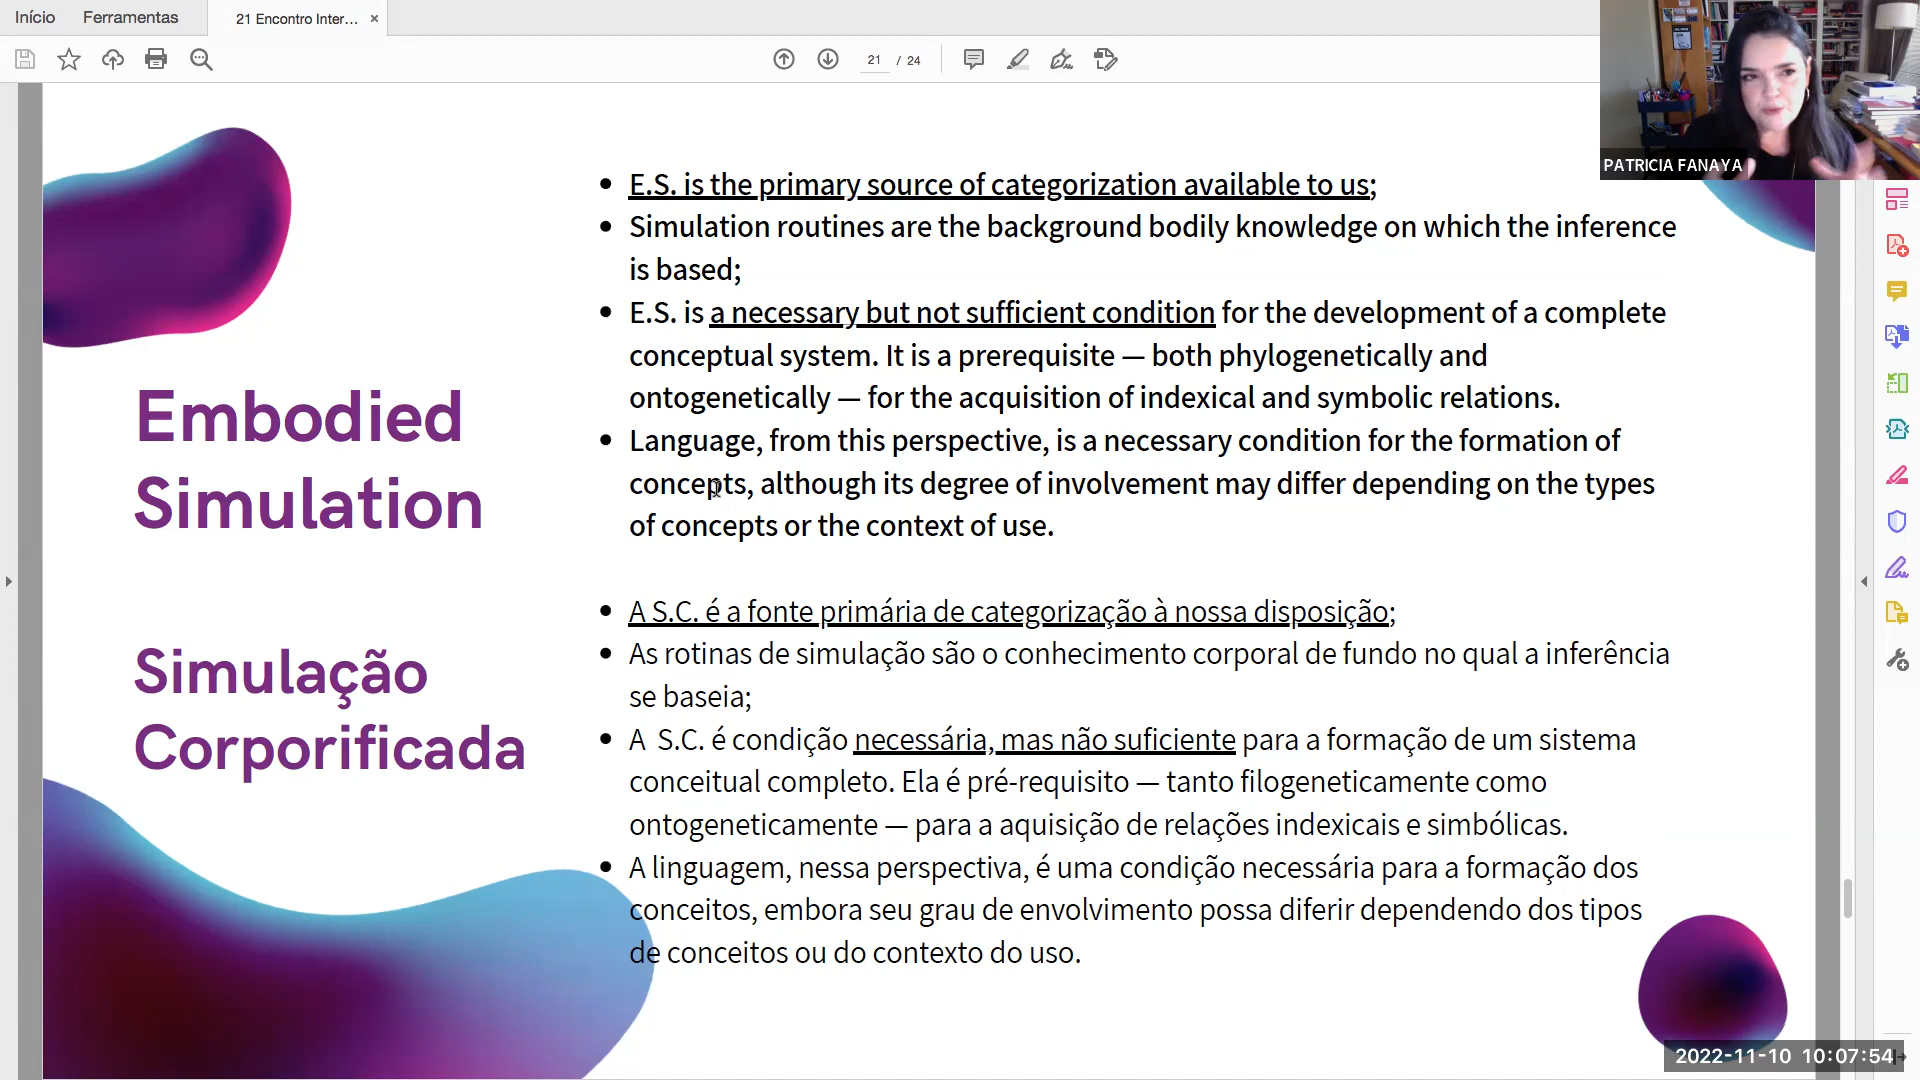 Início Ferramentas 21 Encontro Inter... ×
21 / 24
PATRICIA FANAYA
Embodied
Simulation
Simulação
Corporificada
• E.S. is the primary source of categorization available to us;
• Simulation routines are the background bodily knowledge on which the inference
is based;
• E.S. is a necessary but not sufficient condition for the development of a complete
conceptual system. It is a prerequisite — both phylogenetically and
ontogenetically — for the acquisition of indexical and symbolic relations.
• Language, from this perspective, is a necessary condition for the formation of
concepts, although its degree of involvement may differ depending on the types
of concepts or the context of use.
• A S.C. é a fonte primária de categorização à nossa disposição;
• As rotinas de simulação são o conhecimento corporal de fundo no qual a inferência
se baseia;
• A S.C. é condição necessária, mas não suficiente para a formação de um sistema
conceitual completo. Ela é pré-requisito — tanto filogeneticamente como
ontogeneticamente — para a aquisição de relações indexicais e simbólicas.
• A linguagem, nessa perspectiva, é uma condição necessária para a formação dos
conceitos, embora seu grau de envolvimento possa diferir dependendo dos tipos
de conceitos ou do contexto do uso.
2022-11-10 10:07:54